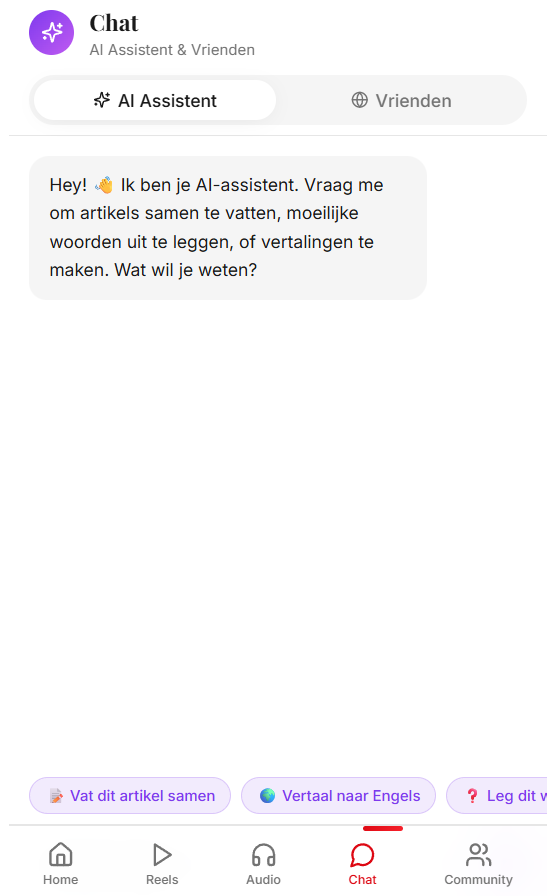 Chat
AI Assistent & Vrienden
AI Assistent
Vrienden
Hey! 👋 Ik ben je AI-assistent. Vraag me
om artikels samen te vatten, moeilijke
woorden uit te leggen, of vertalingen te
maken. Wat wil je weten?
📝 Vat dit artikel samen
🌍 Vertaal naar Engels
❓ Leg dit
Home
Reels
Audio
Chat
Community